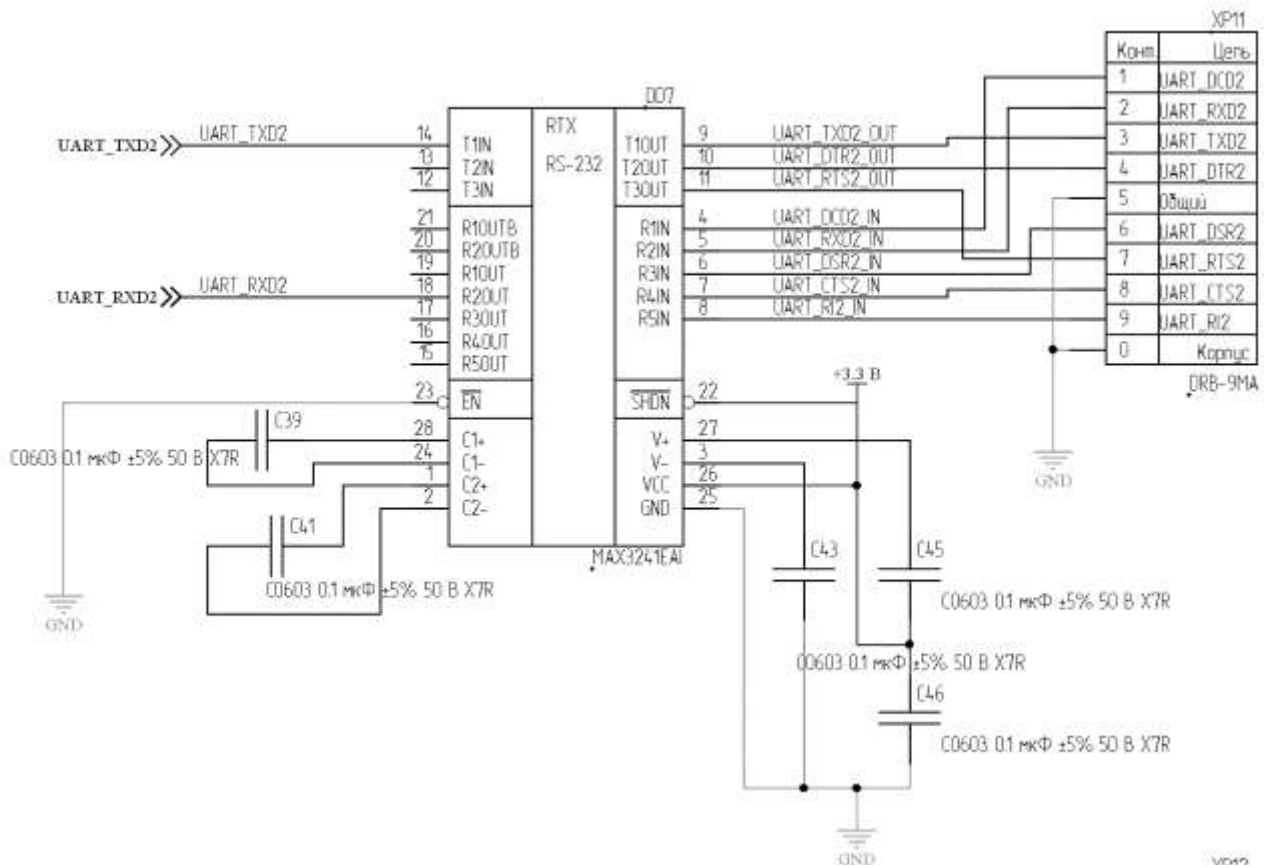 XP11
Конт. Цепь
1 UART_DCD2
2 UART_RXD2
3 UART_TXD2
4 UART_DTR2
5 Общий
6 UART_DSR2
7 UART_RTS2
8 UART_CTS2
9 UART_RI2
0 Корпус
DRB-9MA
DD7
RTX
RS-232
UART_TXD2 UART_TXD2 14 T1IN T1OUT 9 UART_TXD2_OUT
13 T2IN T2OUT 10 UART_DTR2_OUT
12 T3IN T3OUT 11 UART_RTS2_OUT
21 R1OUTB R1IN 4 UART_DCD2_IN
20 R2OUTB R2IN 5 UART_RXD2_IN
19 R1OUT R3IN 6 UART_DSR2_IN
UART_RXD2 UART_RXD2 18 R2OUT R4IN 7 UART_CTS2_IN
17 R3OUT R5IN 8 UART_RI2_IN
16 R4OUT
15 R5OUT
+3.3 В
23 EN SHDN 22
28 C1+ V+ 27
24 C1- V- 3
1 C2+ VCC 26
2 C2- GND 25
MAX3241EAI
C39
C0603 0.1 мкФ ±5% 50 В X7R
C41
C0603 0.1 мкФ ±5% 50 В X7R
GND
GND
C43
C0603 0.1 мкФ ±5% 50 В X7R
C45
C0603 0.1 мкФ ±5% 50 В X7R
C46
C0603 0.1 мкФ ±5% 50 В X7R
GND